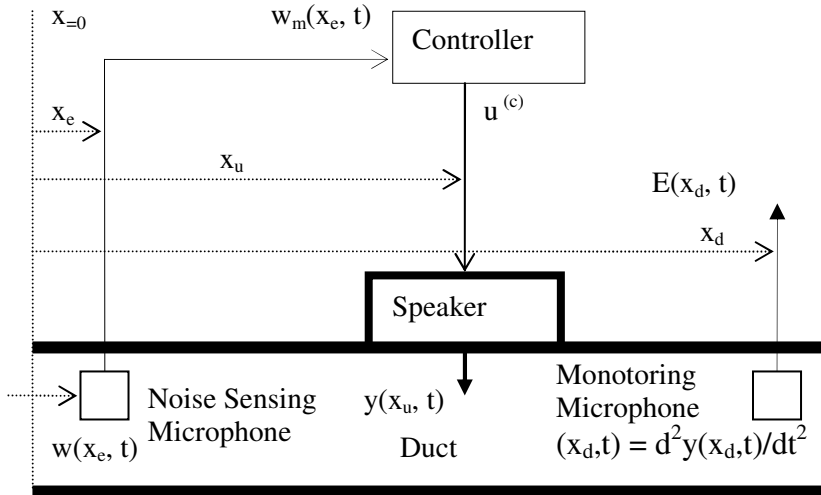 x=0
wm(xe, t)
Controller
xe
u (c)
xu
E(xd, t)
xd
Speaker
Noise Sensing
Microphone
w(xe, t)
y(xu, t)
Duct
Monotoring
Microphone
(xd,t) = d²y(xd,t)/dt²